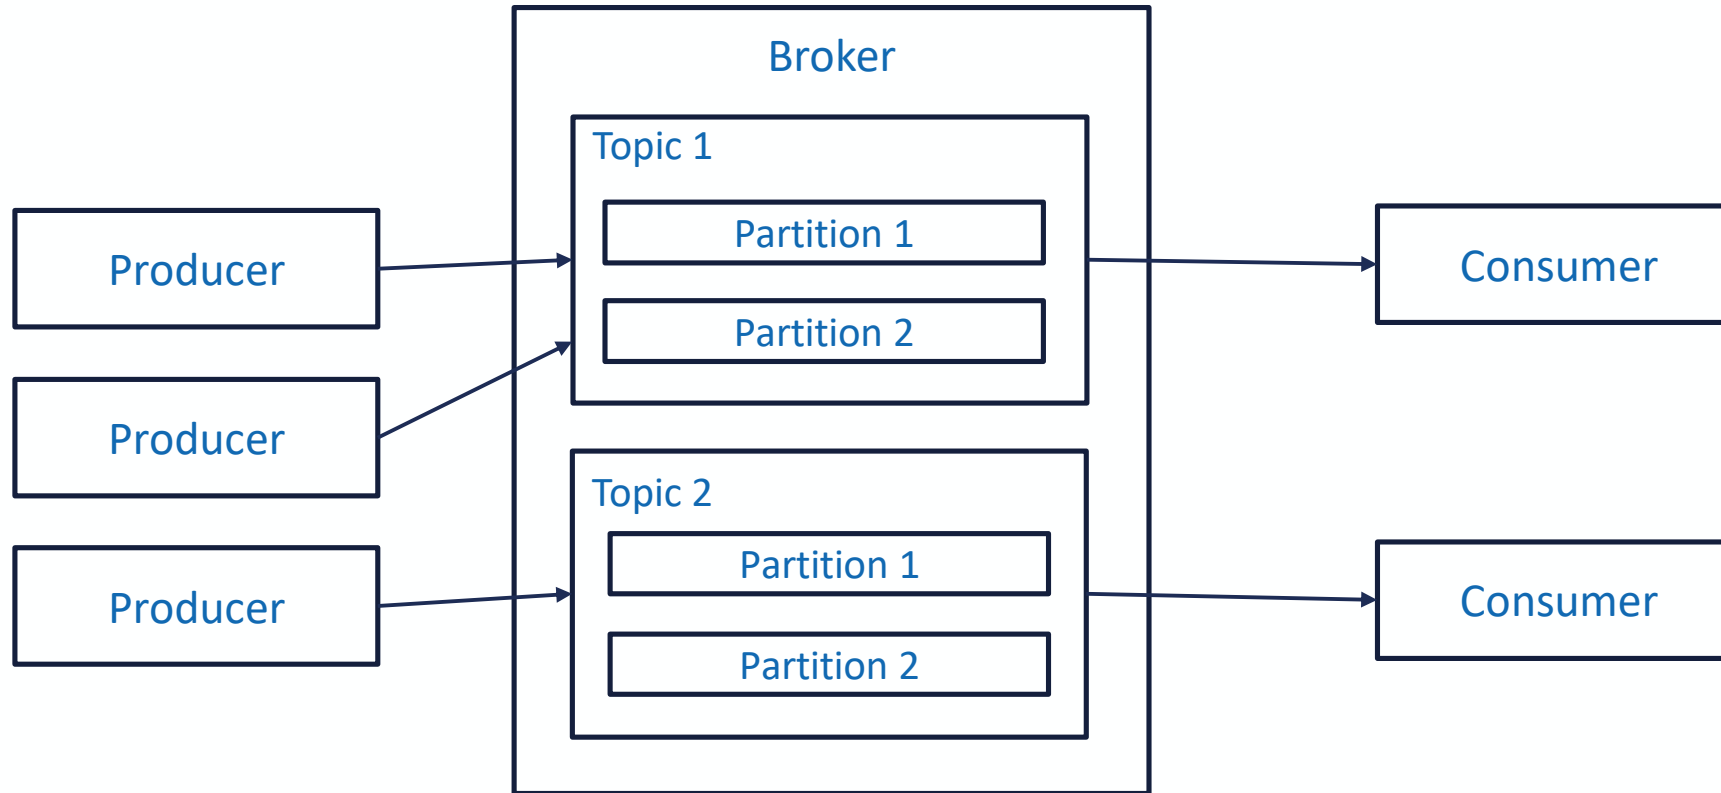 Broker
Topic 1
Partition 1
Partition 2
Producer
Producer
Producer
Topic 2
Partition 1
Partition 2
Consumer
Consumer